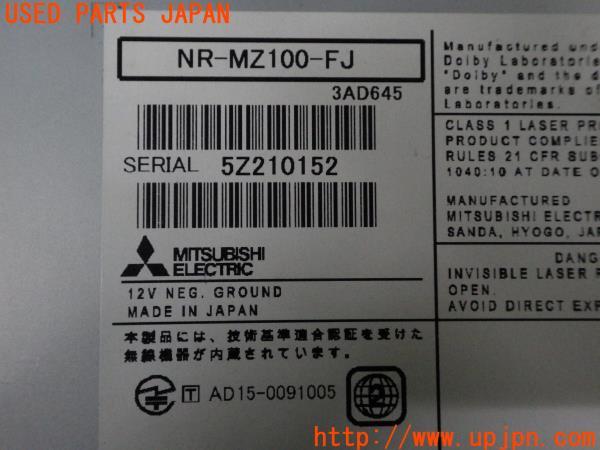 USED PARTS JAPAN
NR-MZ100-FJ
3AD645
SERIAL 5Z210152
MITSUBISHI
ELECTRIC
12V NEG. GROUND
MADE IN JAPAN
本製品には、技術基準適合認証を受けた
無線機器が内蔵されています。
T AD15-0091005
2
Manufactured und
Dolby Laboratorie
"Dolby" and the d
are trademarks of
Laboratories.
CLASS 1 LASER PR
PRODUCT COMPLIE
RULES 21 CFR SUB
1040:10 AT DATE O
MANUFACTURED
MITSUBISHI ELECTR
SANDA, HYOGO, JAP
DANG
INVISIBLE LASER R
OPEN.
AVOID DIRECT EXP
http://www.upjpn.com/